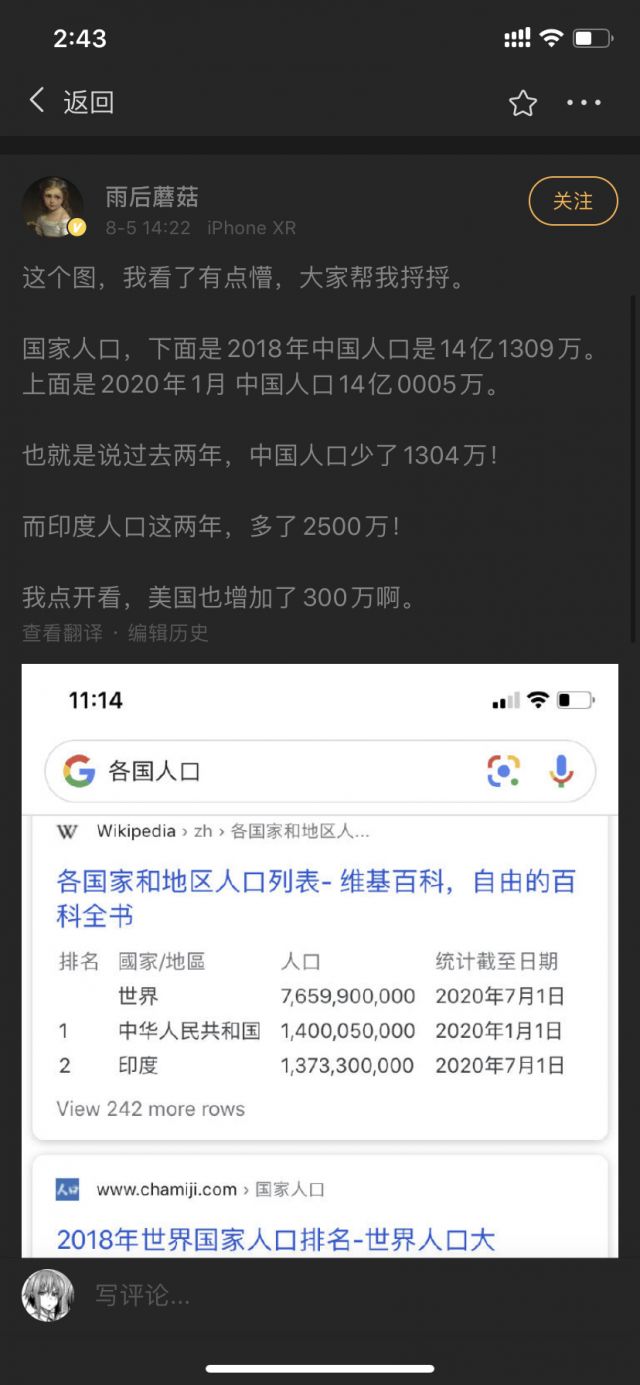 2:43
返回
雨后蘑菇
关注
8-5 14:22 iPhone XR
这个图，我看了有点懵，大家帮我捋捋。
国家人口，下面是2018年中国人口是14亿1309万。
上面是2020年1月 中国人口14亿0005万。
也就是说过去两年，中国人口少了1304万！
而印度人口这两年，多了2500万！
我点开看，美国也增加了300万啊。
查看翻译 · 编辑历史
11:14
各国人口
W Wikipedia › zh › 各国家和地区人...
各国家和地区人口列表- 维基百科，自由的百
科全书
排名 國家/地區 人口 统计截至日期
世界 7,659,900,000 2020年7月1日
1 中华人民共和国 1,400,050,000 2020年1月1日
2 印度 1,373,300,000 2020年7月1日
View 242 more rows
人口 www.chamiji.com › 国家人口
2018年世界国家人口排名-世界人口大
写评论...